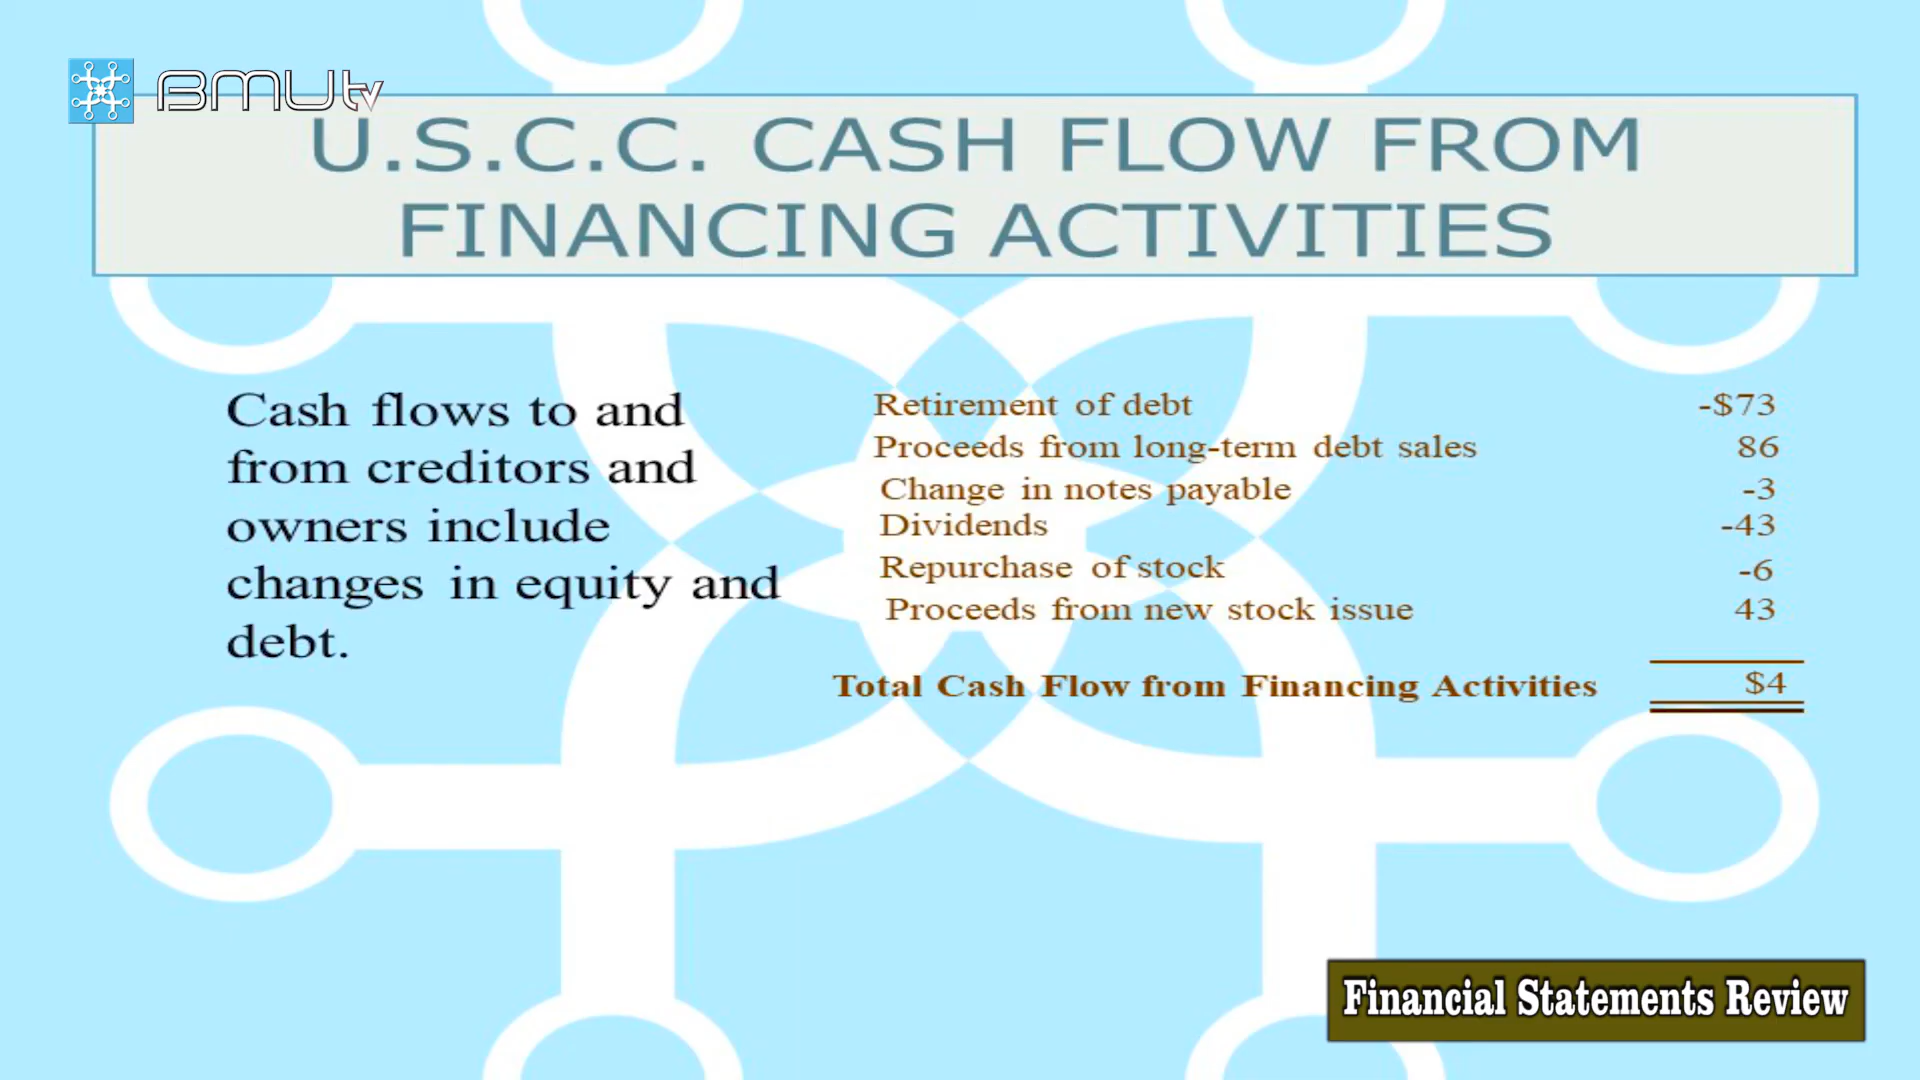 BMUtv
U.S.C.C. CASH FLOW FROM
FINANCING ACTIVITIES
Cash flows to and
from creditors and
owners include
changes in equity and
debt.
Retirement of debt -$73
Proceeds from long-term debt sales 86
Change in notes payable -3
Dividends -43
Repurchase of stock -6
Proceeds from new stock issue 43
Total Cash Flow from Financing Activities $4
Financial Statements Review